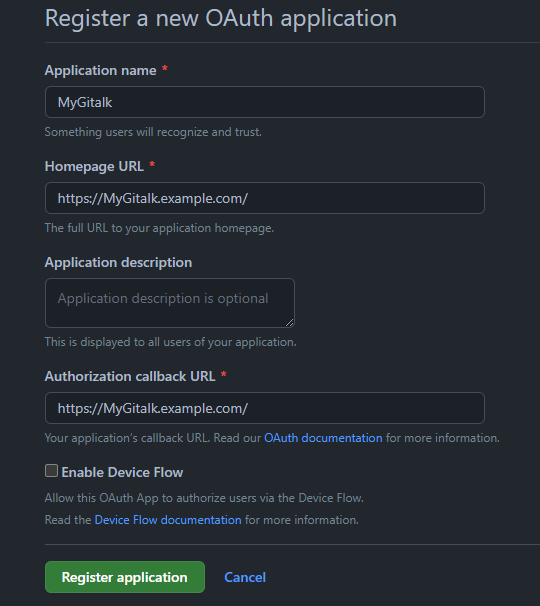 Register a new OAuth application
Application name *
MyGitalk
Something users will recognize and trust.
Homepage URL *
https://MyGitalk.example.com/
The full URL to your application homepage.
Application description
Application description is optional
This is displayed to all users of your application.
Authorization callback URL *
https://MyGitalk.example.com/
Your application's callback URL. Read our OAuth documentation for more information.
Enable Device Flow
Allow this OAuth App to authorize users via the Device Flow.
Read the Device Flow documentation for more information.
Register application Cancel